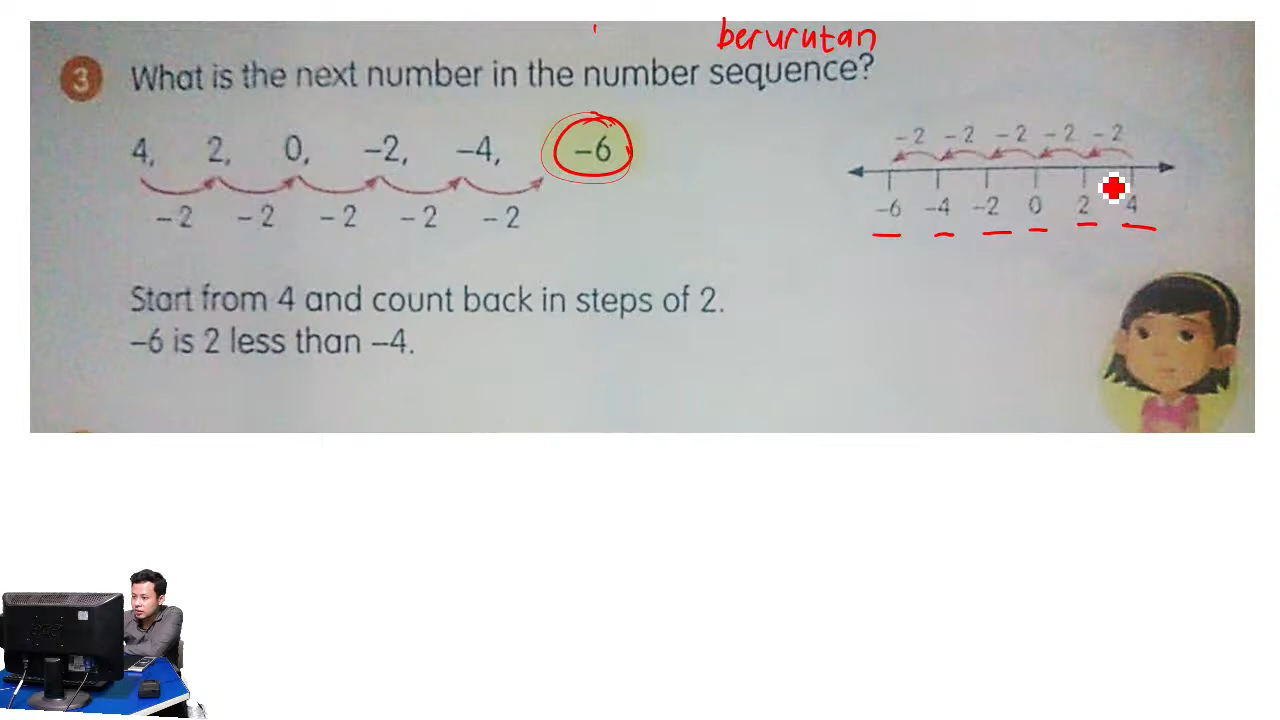 berurutan
3 What is the next number in the number sequence?
4, 2, 0, -2, -4, -6
-2 -2 -2 -2 -2
-2 -2 -2 -2 -2
-6 -4 -2 0 2 4
Start from 4 and count back in steps of 2.
-6 is 2 less than -4.